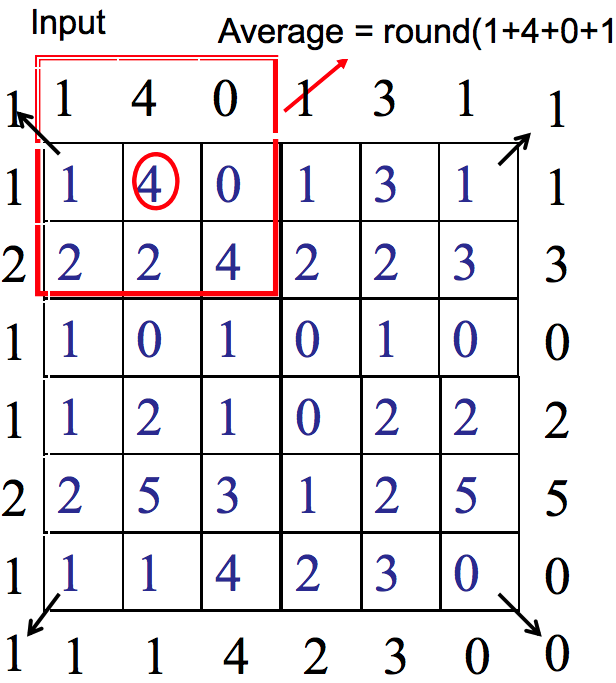 Input
Average = round(1+4+0+1
1 1 4 0 1 3 1 1
1 1 4 0 1 3 1 1
2 2 2 4 2 2 3 3
1 1 0 1 0 1 0 0
1 1 2 1 0 2 2 2
2 2 5 3 1 2 5 5
1 1 1 4 2 3 0 0
1 1 1 4 2 3 0 0